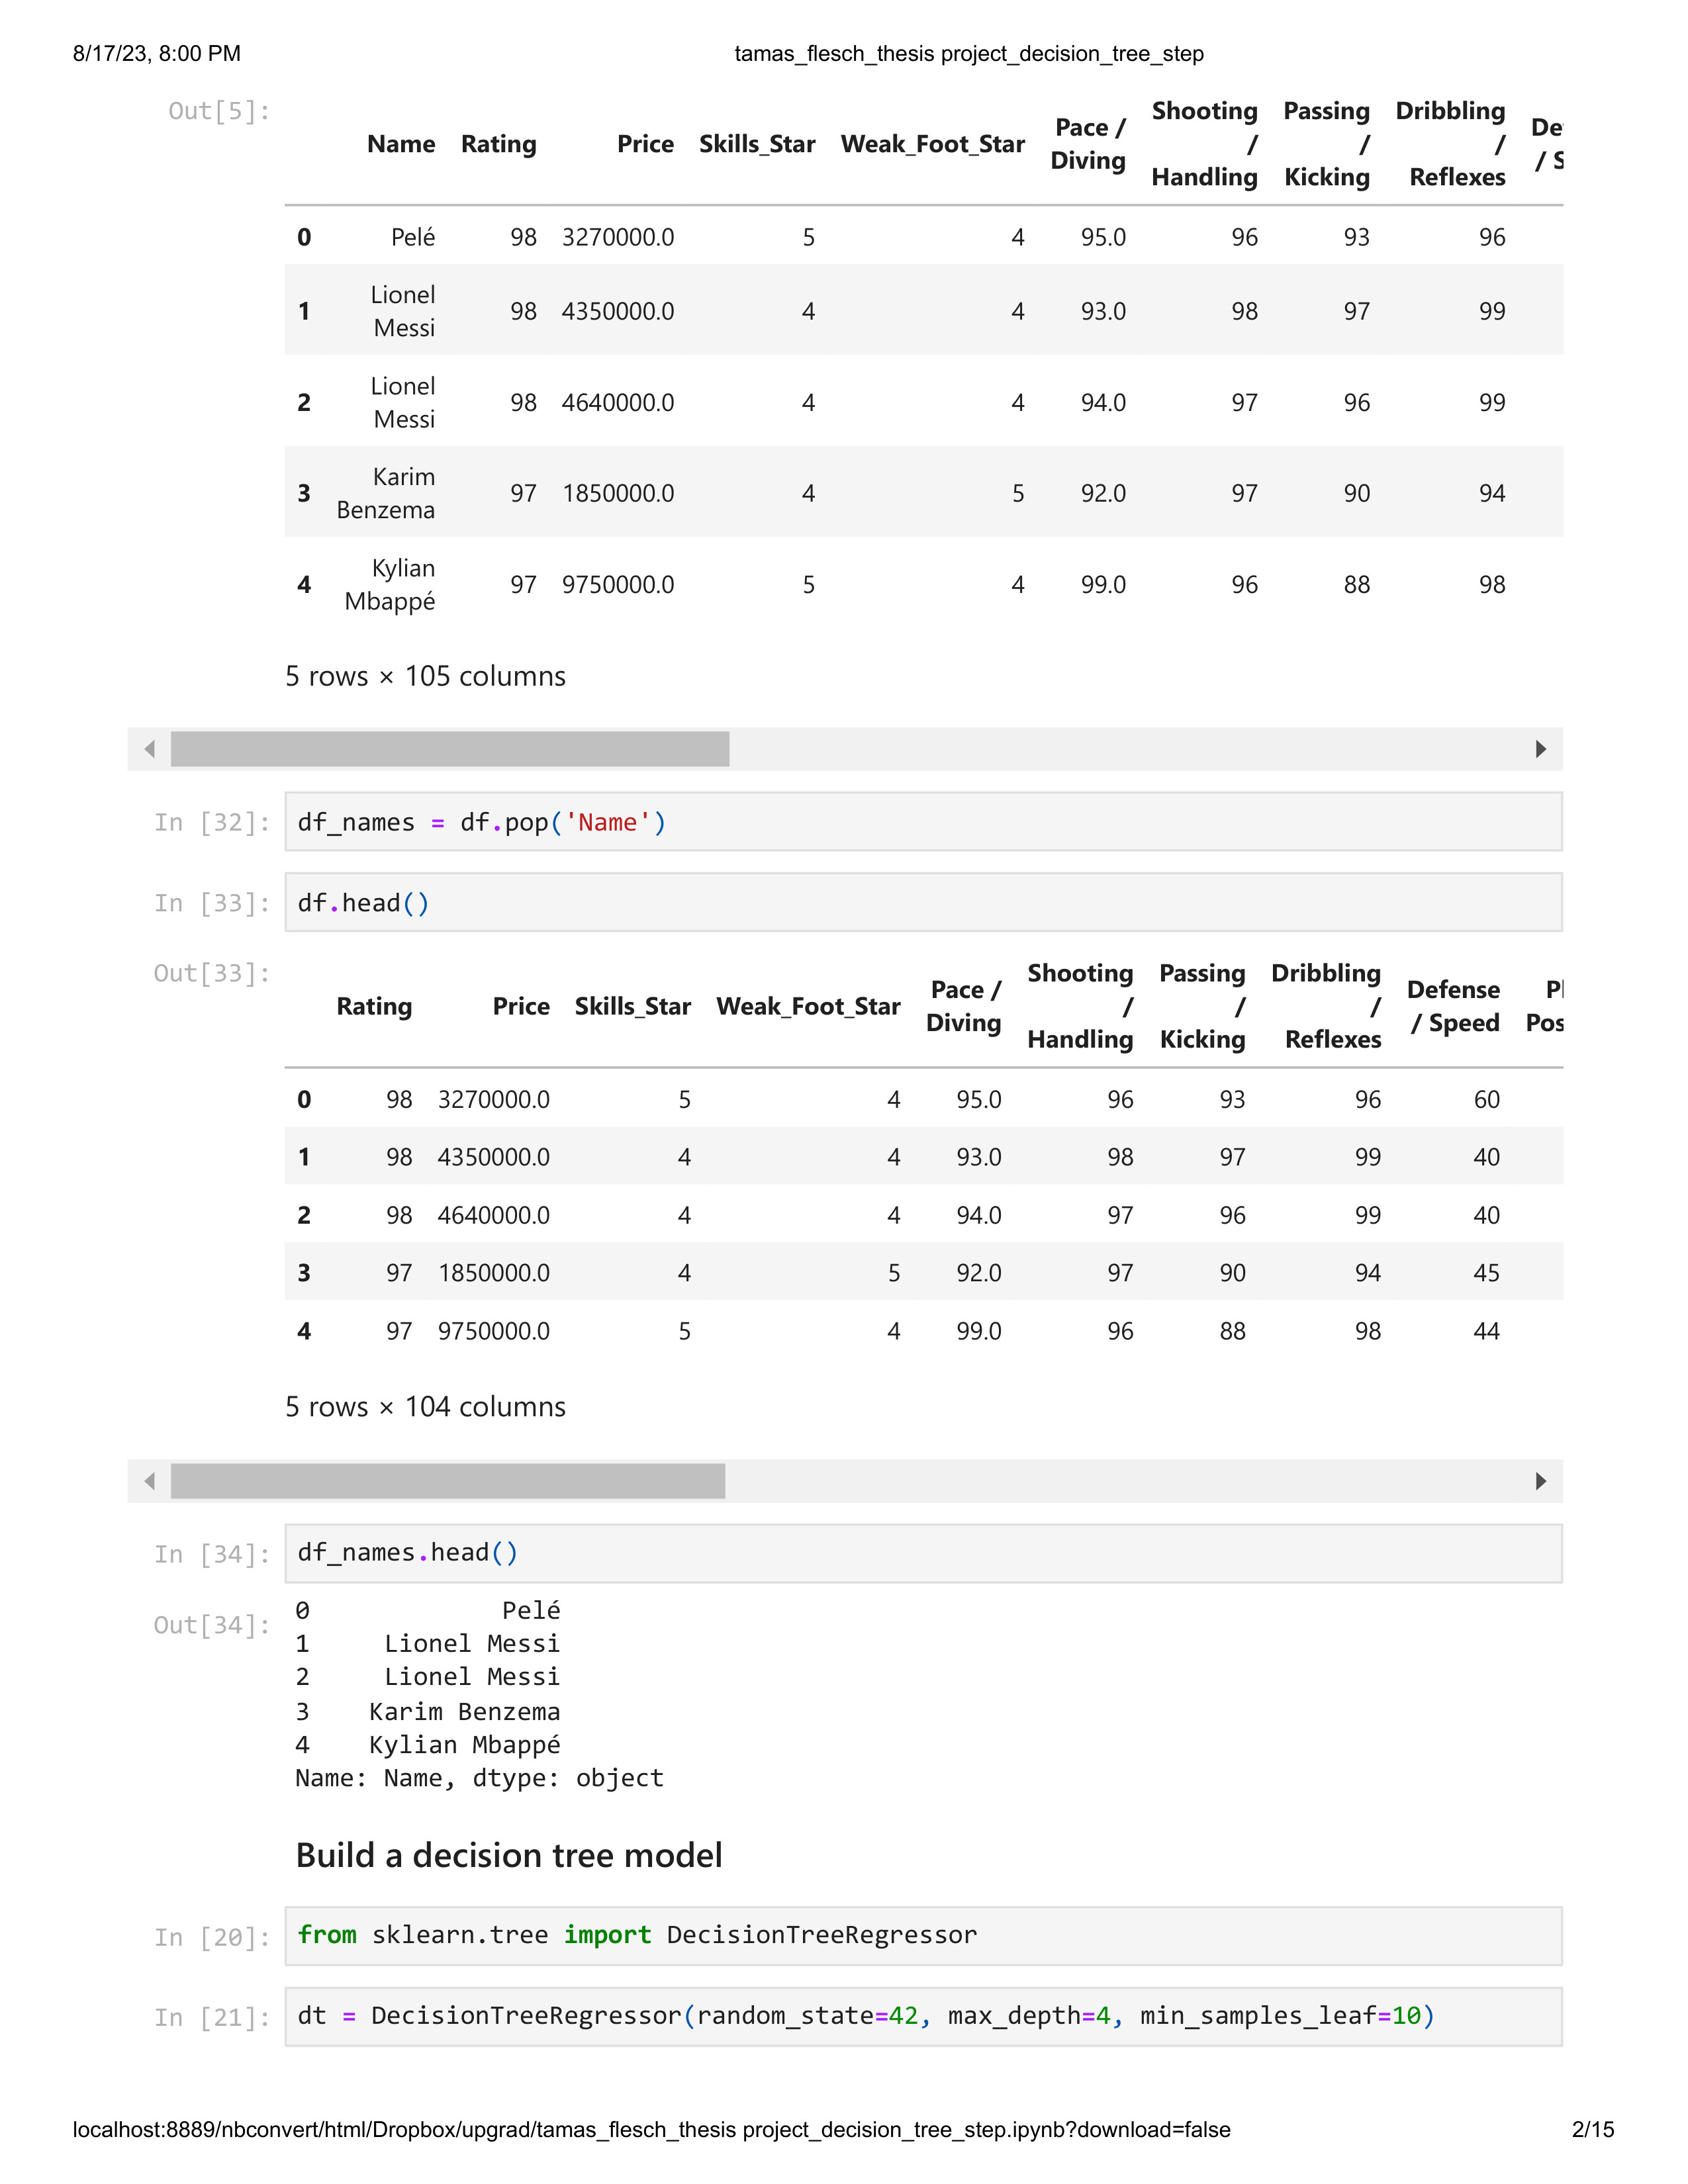 8/17/23, 8:00 PM tamas_flesch_thesis project_decision_tree_step
Out[5]:
Name Rating Price Skills_Star Weak_Foot_Star Pace / Diving Shooting / Handling Passing / Kicking Dribbling / Reflexes
0 Pelé 98 3270000.0 5 4 95.0 96 93 96
1 Lionel Messi 98 4350000.0 4 4 93.0 98 97 99
2 Lionel Messi 98 4640000.0 4 4 94.0 97 96 99
3 Karim Benzema 97 1850000.0 4 5 92.0 97 90 94
4 Kylian Mbappé 97 9750000.0 5 4 99.0 96 88 98
5 rows × 105 columns
In [32]: df_names = df.pop('Name')
In [33]: df.head()
Out[33]:
Rating Price Skills_Star Weak_Foot_Star Pace / Diving Shooting / Handling Passing / Kicking Dribbling / Reflexes Defense / Speed
0 98 3270000.0 5 4 95.0 96 93 96 60
1 98 4350000.0 4 4 93.0 98 97 99 40
2 98 4640000.0 4 4 94.0 97 96 99 40
3 97 1850000.0 4 5 92.0 97 90 94 45
4 97 9750000.0 5 4 99.0 96 88 98 44
5 rows × 104 columns
In [34]: df_names.head()
Out[34]:
0 Pelé
1 Lionel Messi
2 Lionel Messi
3 Karim Benzema
4 Kylian Mbappé
Name: Name, dtype: object
Build a decision tree model
In [20]: from sklearn.tree import DecisionTreeRegressor
In [21]: dt = DecisionTreeRegressor(random_state=42, max_depth=4, min_samples_leaf=10)
localhost:8889/nbconvert/html/Dropbox/upgrad/tamas_flesch_thesis project_decision_tree_step.ipynb?download=false 2/15